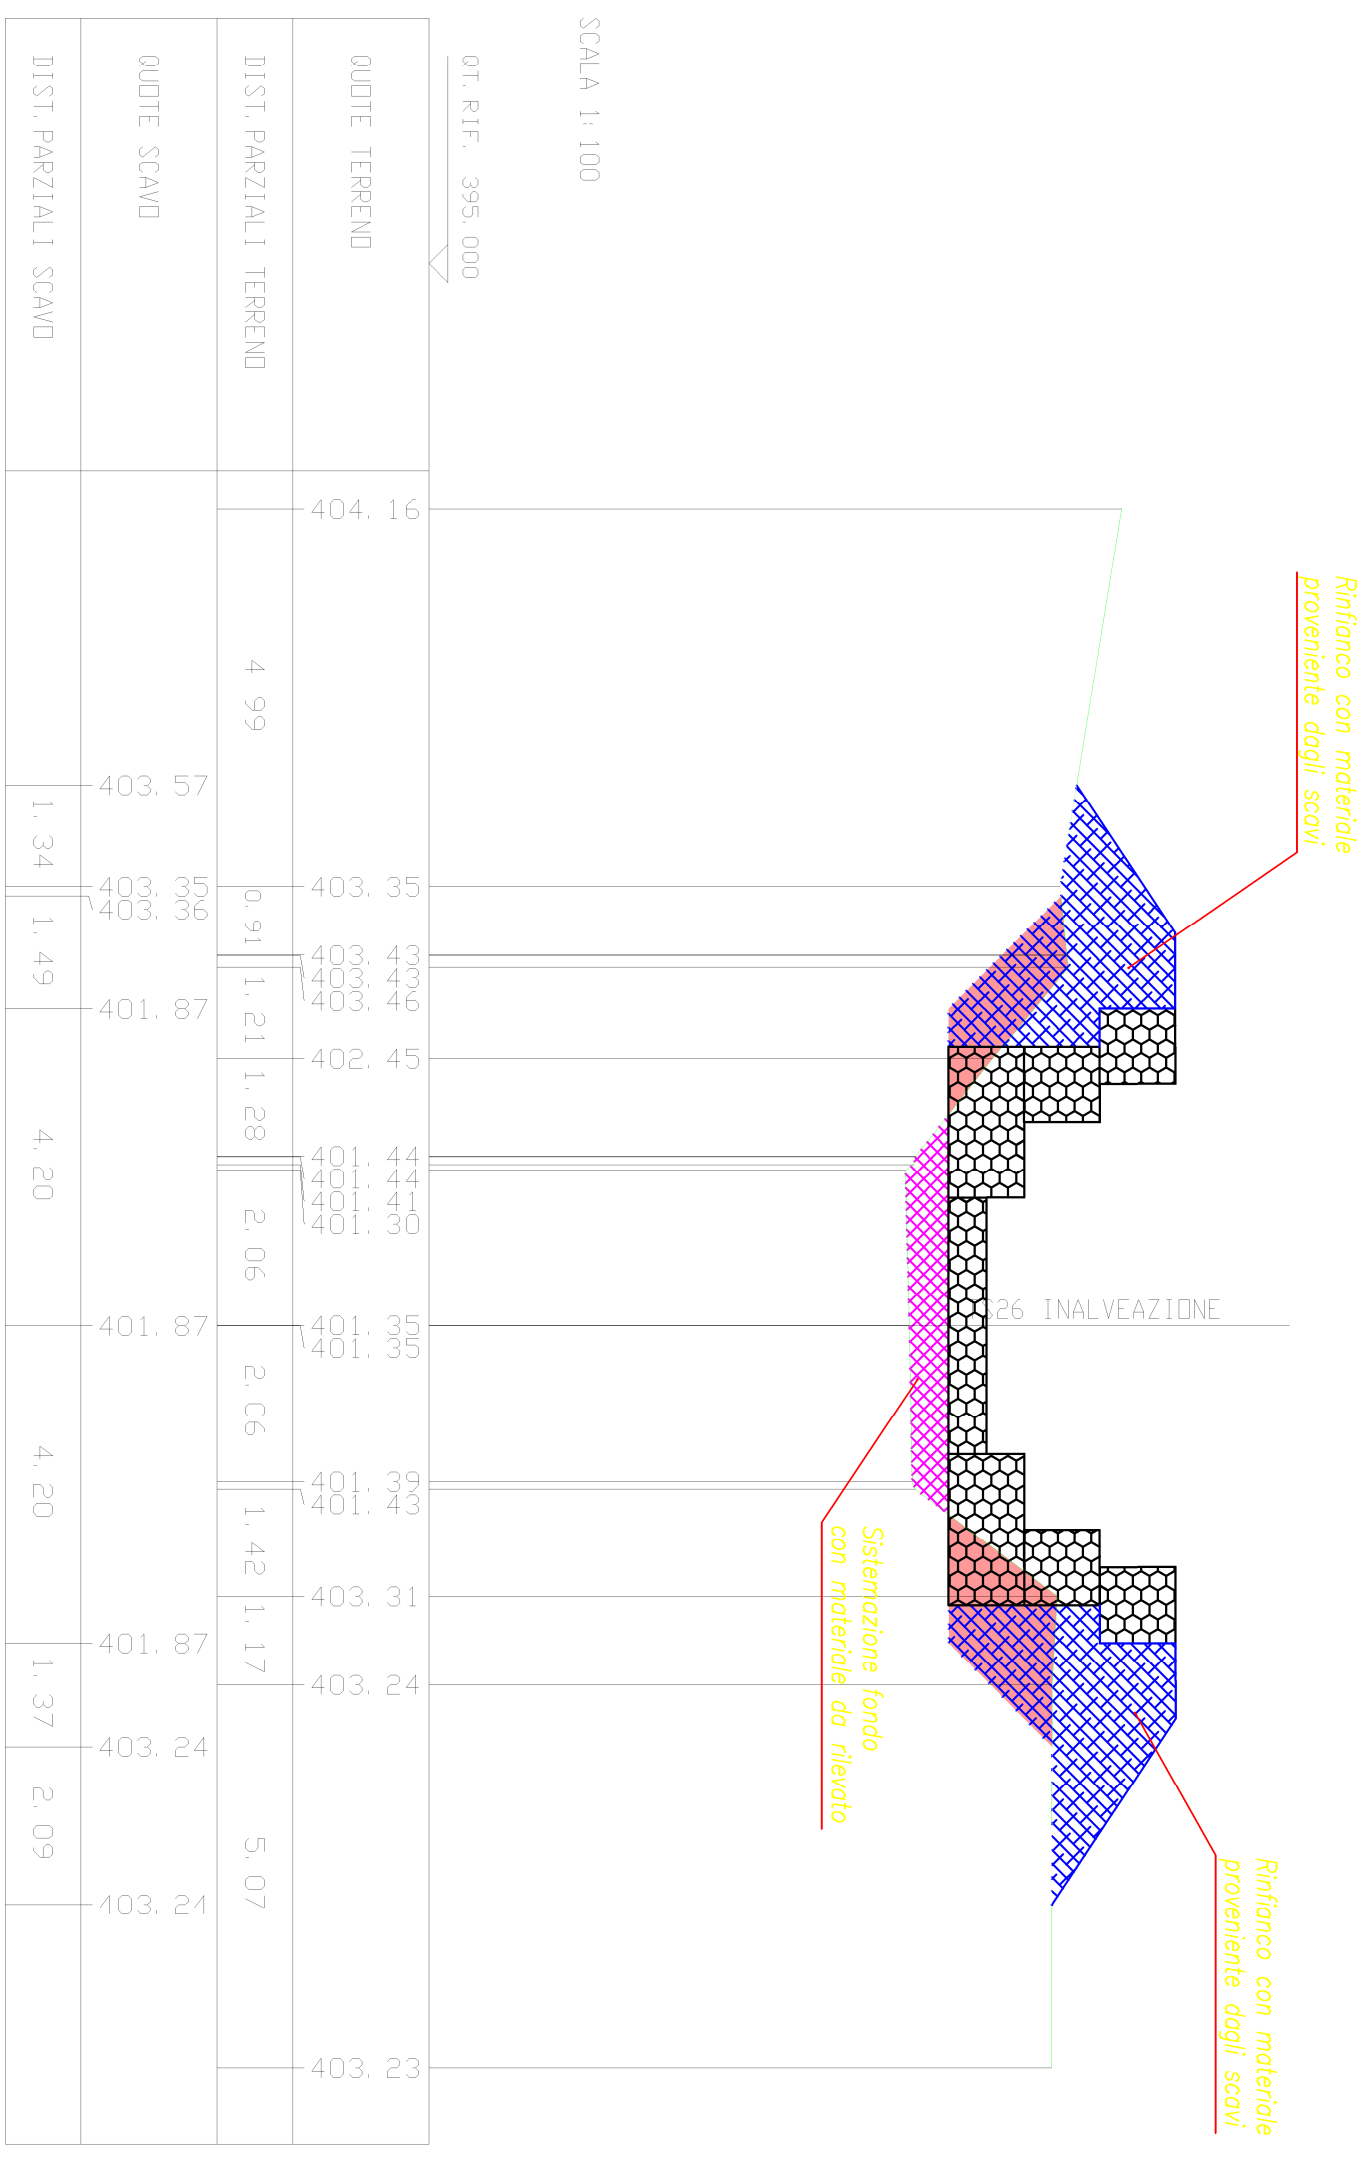 SCALA 1:100
QT. RIF. 395.000
QUOTE TERRENO
404.16 403.35 403.43 403.43 403.46 402.45 401.44 401.44 401.41 401.30 401.35 401.35 401.39 401.43 403.31 403.24 403.23
DIST. PARZIALI TERRENO
4.99 0.91 1.21 1.28 2.06 2.06 1.42 1.17 5.07
QUOTE SCAVO
403.57 403.35 403.36 401.87 401.87 401.87 403.24 403.24
DIST. PARZIALI SCAVO
1.34 1.49 4.20 4.20 1.37 2.09
Rinfianco con materiale
proveniente dagli scavi
S26 INALVEAZIONE
Sistemazione fondo
con materiale da rilevato
Rinfianco con materiale
proveniente dagli scavi